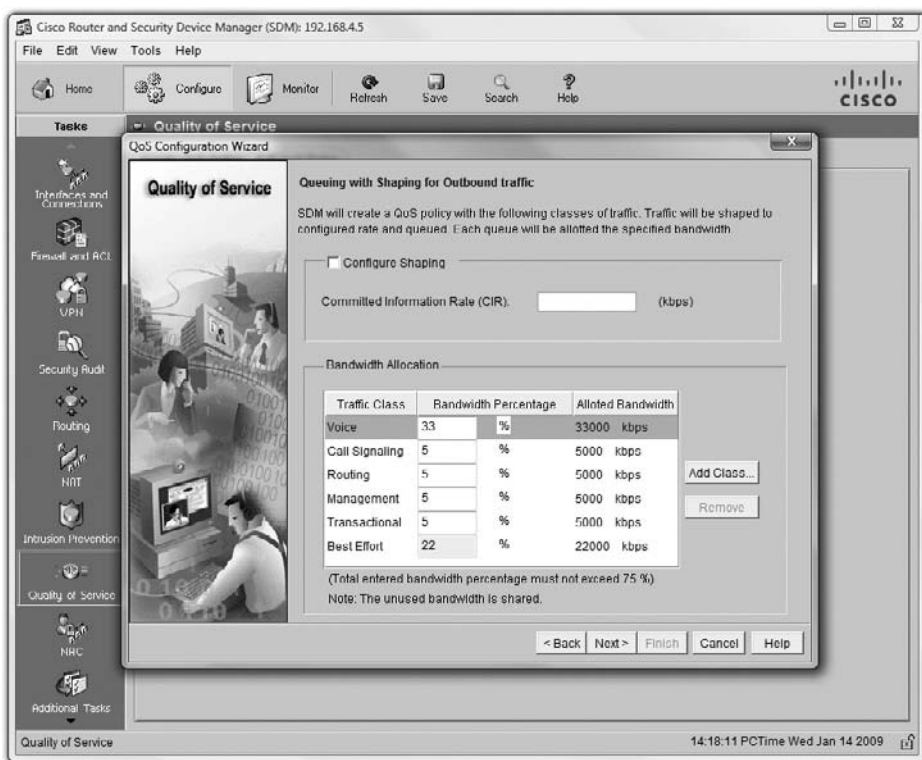 Cisco Router and Security Device Manager (SDM): 192.168.4.5
File Edit View Tools Help
Home Configure Monitor Refresh Save Search Help
CISCO
Tasks
Quality of Service
Interfaces and Connections
Firewall and ACL
VPN
Security Audit
Routing
NAT
Intrusion Prevention
Quality of Service
NAC
Additional Tasks
QoS Configuration Wizard
Quality of Service
Queuing with Shaping for Outbound traffic
SDM will create a QoS policy with the following classes of traffic. Traffic will be shaped to
configured rate and queued. Each queue will be allotted the specified bandwidth.
Configure Shaping
Committed Information Rate (CIR): (kbps)
Bandwidth Allocation
Traffic Class Bandwidth Percentage Alloted Bandwidth
Voice 33 % 33000 kbps
Call Signaling 5 % 5000 kbps
Routing 5 % 5000 kbps
Management 5 % 5000 kbps
Transactional 5 % 5000 kbps
Best Effort 22 % 22000 kbps
Add Class...
Remove
(Total entered bandwidth percentage must not exceed 75 %)
Note: The unused bandwidth is shared.
< Back Next > Finish Cancel Help
Quality of Service
14:18:11 PCTime Wed Jan 14 2009